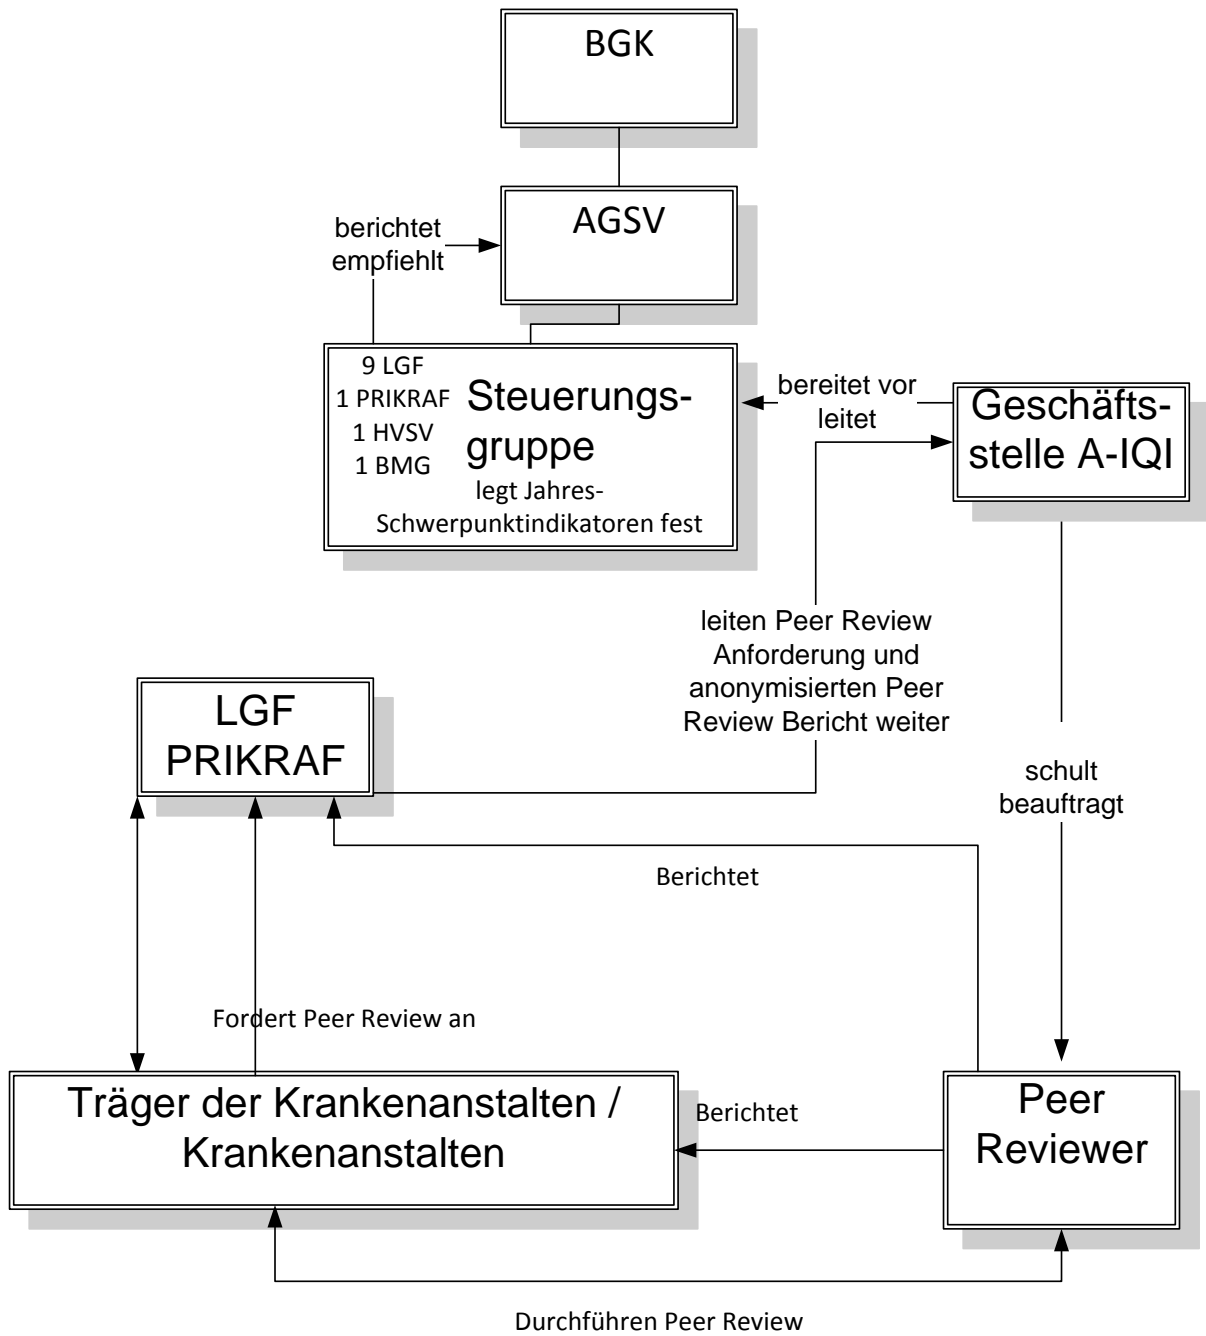 BGK
AGSV
berichtet
empfiehlt
9 LGF
1 PRIKRAF
1 HVSV
1 BMG
Steuerungs-
gruppe
legt Jahres-
Schwerpunktindikatoren fest
bereitet vor
leitet
Geschäfts-
stelle A-IQI
leiten Peer Review
Anforderung und
anonymisierten Peer
Review Bericht weiter
LGF
PRIKRAF
schult
beauftragt
Berichtet
Fordert Peer Review an
Träger der Krankenanstalten /
Krankenanstalten
Berichtet
Peer
Reviewer
Durchführen Peer Review